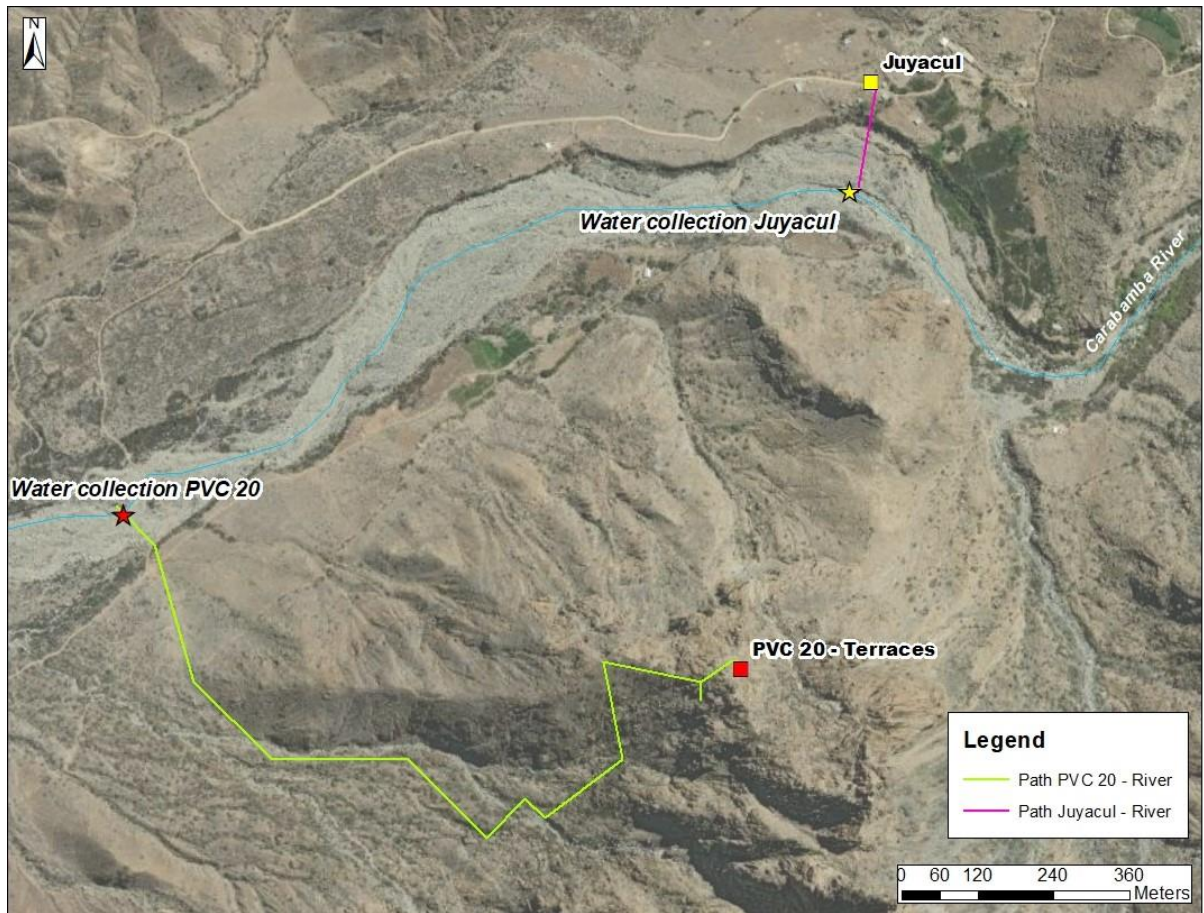 N
Juyacul
Water collection Juyacul
Carabamba River
Water collection PVC 20
PVC 20 - Terraces
Legend
Path PVC 20 - River
Path Juyacul - River
0 60 120 240 360
Meters